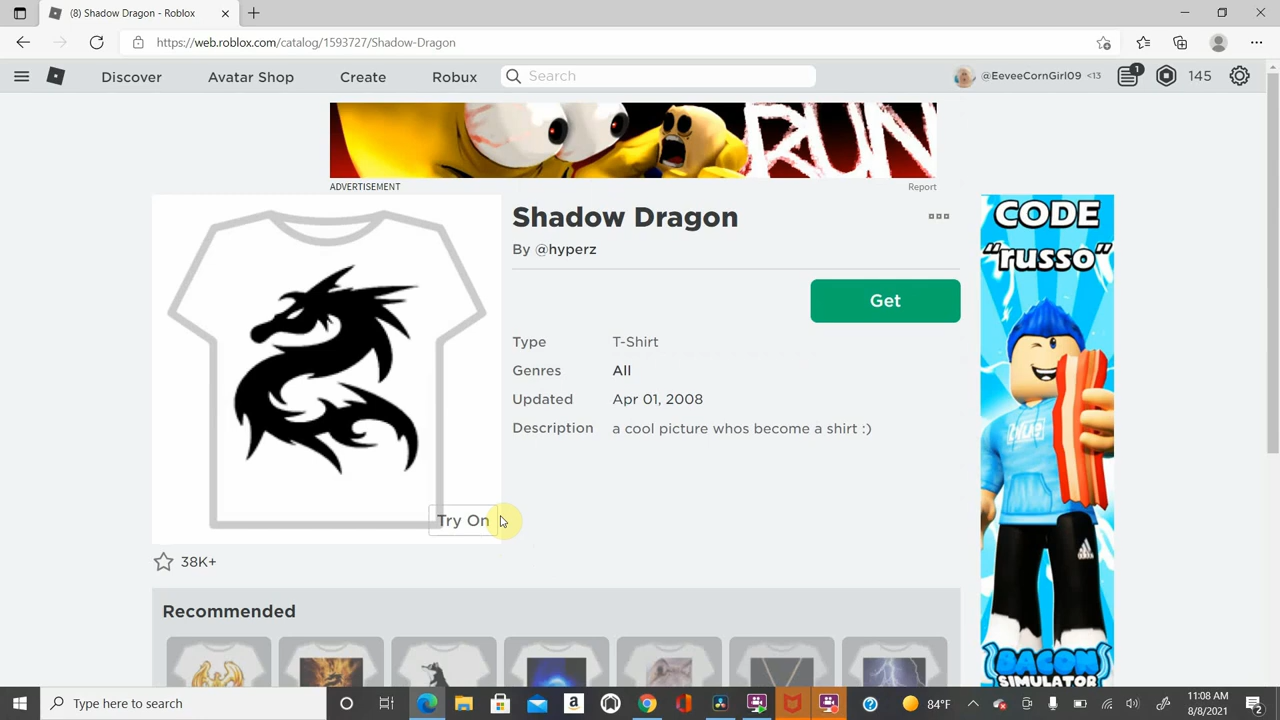 (8) Shadow Dragon - Roblox
https://web.roblox.com/catalog/1593727/Shadow-Dragon
Discover
Avatar Shop
Create
Robux
Search
@EeveeCornGirl09 <13
1
145
RUN
ADVERTISEMENT
Report
Shadow Dragon
By @hyperz
Get
Type T-Shirt
Genres All
Updated Apr 01, 2008
Description a cool picture whos become a shirt :)
Try On
38K+
CODE
"russo"
blue
BACON
SIMULATOR
Recommended
Type here to search
84°F
11:08 AM
8/8/2021
2